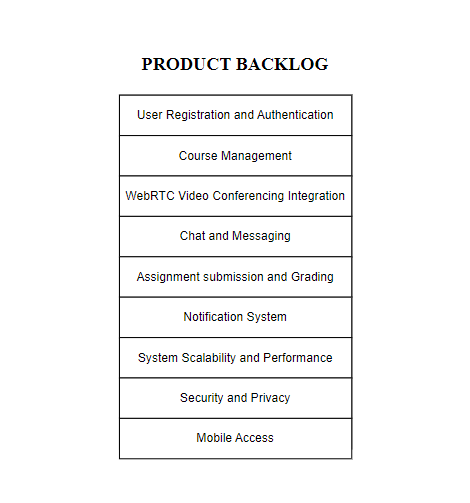 PRODUCT BACKLOG
User Registration and Authentication
Course Management
WebRTC Video Conferencing Integration
Chat and Messaging
Assignment submission and Grading
Notification System
System Scalability and Performance
Security and Privacy
Mobile Access